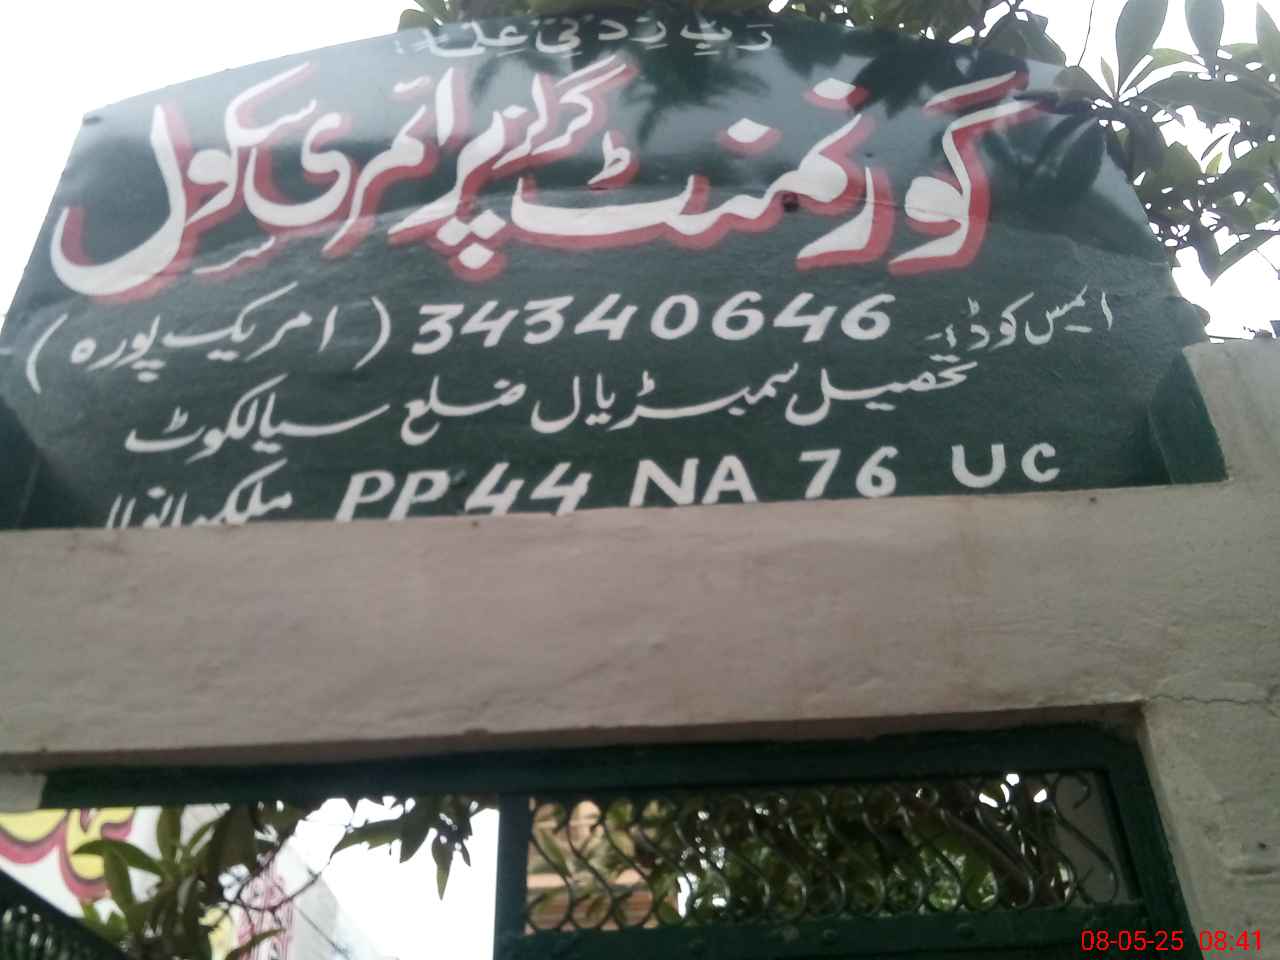 رَبِّ زِدْنِی عِلْمًا
گورنمنٹ گرلز پرائمری سکول
ایمس کوڈ:۔ 34340646 (امریک پورہ)
تحصیل سمبڑیال ضلع سیالکوٹ
PP 44 NA 76 UC ملکھانوالہ
08-05-25 08:41